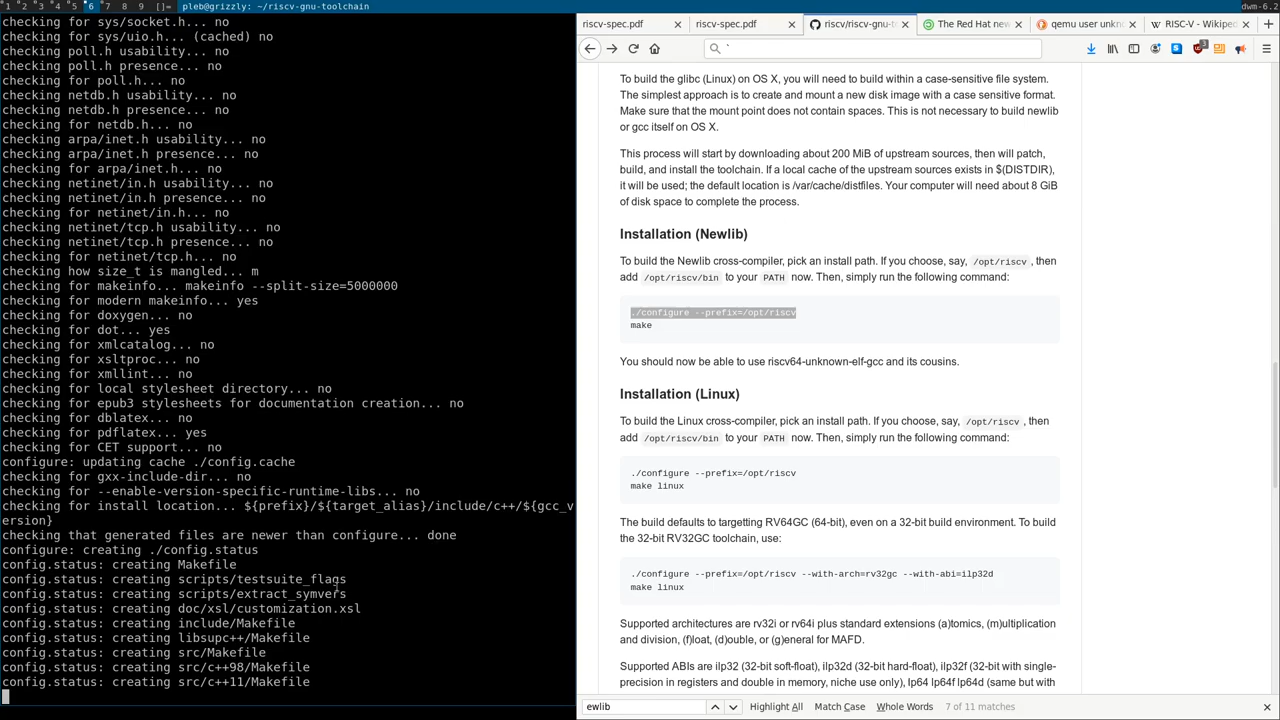 1 2 3 4 5 6 7 8 9 []= pleb@grizzly: ~/riscv-gnu-toolchain dwm-6.2
checking for sys/socket.h... no
checking for sys/uio.h... (cached) no
checking poll.h usability... no
checking poll.h presence... no
checking for poll.h... no
checking netdb.h usability... no
checking netdb.h presence... no
checking for netdb.h... no
checking arpa/inet.h usability... no
checking arpa/inet.h presence... no
checking for arpa/inet.h... no
checking netinet/in.h usability... no
checking netinet/in.h presence... no
checking for netinet/in.h... no
checking netinet/tcp.h usability... no
checking netinet/tcp.h presence... no
checking for netinet/tcp.h... no
checking how size_t is mangled... m
checking for makeinfo... makeinfo --split-size=5000000
checking for modern makeinfo... yes
checking for doxygen... no
checking for dot... yes
checking for xmlcatalog... no
checking for xsltproc... no
checking for xmllint... no
checking for local stylesheet directory... no
checking for epub3 stylesheets for documentation creation... no
checking for dblatex... no
checking for pdflatex... yes
checking for CET support... no
configure: updating cache ./config.cache
checking for gxx-include-dir... no
checking for --enable-version-specific-runtime-libs... no
checking for install location... ${prefix}/${target_alias}/include/c++/${gcc_v
ersion}
checking that generated files are newer than configure... done
configure: creating ./config.status
config.status: creating Makefile
config.status: creating scripts/testsuite_flags
config.status: creating scripts/extract_symvers
config.status: creating doc/xsl/customization.xsl
config.status: creating include/Makefile
config.status: creating libsupc++/Makefile
config.status: creating src/Makefile
config.status: creating src/c++98/Makefile
config.status: creating src/c++11/Makefile
riscv-spec.pdf riscv-spec.pdf riscv/riscv-gnu-to The Red Hat new qemu user unkn W RISC-V - Wikiped
`
3
To build the glibc (Linux) on OS X, you will need to build within a case-sensitive file system.
The simplest approach is to create and mount a new disk image with a case sensitive format.
Make sure that the mount point does not contain spaces. This is not necessary to build newlib
or gcc itself on OS X.
This process will start by downloading about 200 MiB of upstream sources, then will patch,
build, and install the toolchain. If a local cache of the upstream sources exists in $(DISTDIR),
it will be used; the default location is /var/cache/distfiles. Your computer will need about 8 GiB
of disk space to complete the process.
Installation (Newlib)
To build the Newlib cross-compiler, pick an install path. If you choose, say, /opt/riscv , then
add /opt/riscv/bin to your PATH now. Then, simply run the following command:
./configure --prefix=/opt/riscv
make
You should now be able to use riscv64-unknown-elf-gcc and its cousins.
Installation (Linux)
To build the Linux cross-compiler, pick an install path. If you choose, say, /opt/riscv , then
add /opt/riscv/bin to your PATH now. Then, simply run the following command:
./configure --prefix=/opt/riscv
make linux
The build defaults to targetting RV64GC (64-bit), even on a 32-bit build environment. To build
the 32-bit RV32GC toolchain, use:
./configure --prefix=/opt/riscv --with-arch=rv32gc --with-abi=ilp32d
make linux
Supported architectures are rv32i or rv64i plus standard extensions (a)tomics, (m)ultiplication
and division, (f)loat, (d)ouble, or (g)eneral for MAFD.
Supported ABIs are ilp32 (32-bit soft-float), ilp32d (32-bit hard-float), ilp32f (32-bit with single-
precision in registers and double in memory, niche use only), lp64 lp64f lp64d (same but with
ewlib Highlight All Match Case Whole Words 7 of 11 matches